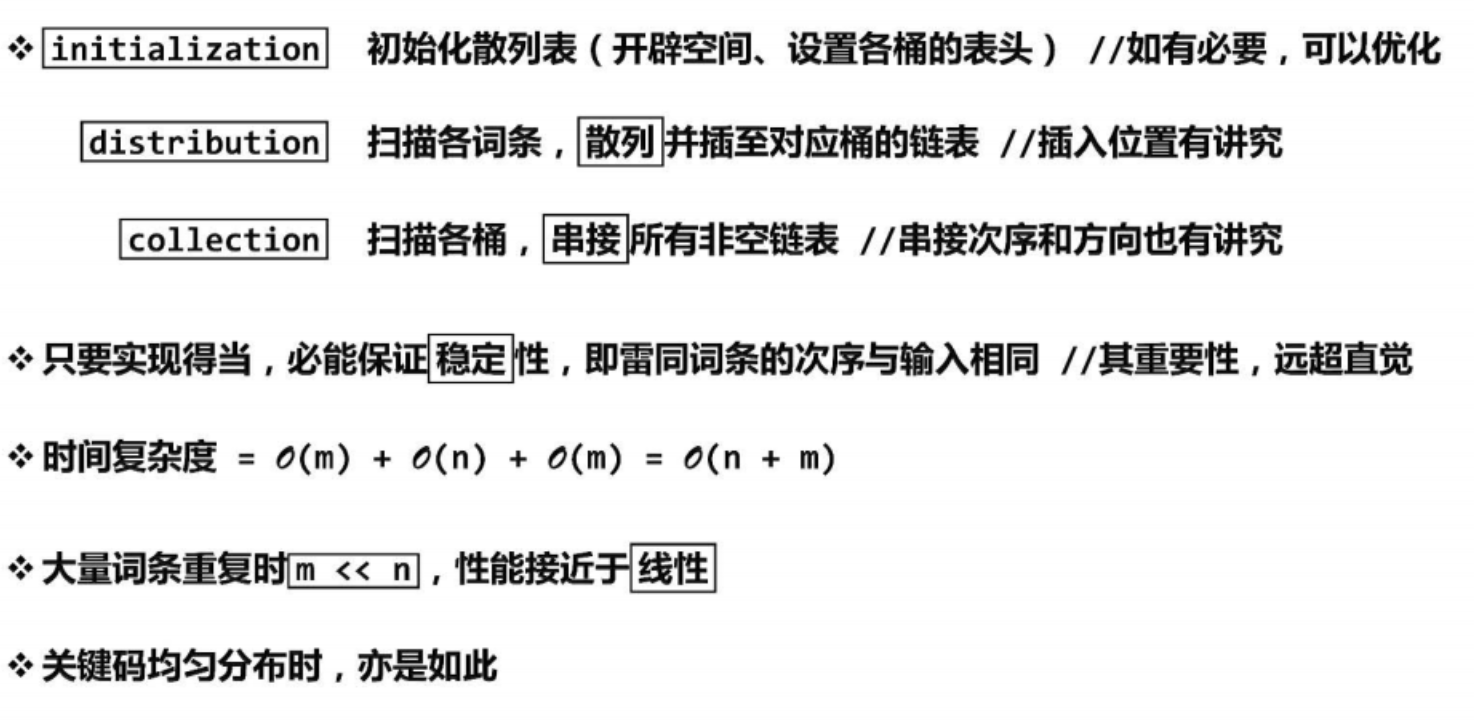 ❖ initialization 初始化散列表（开辟空间、设置各桶的表头） //如有必要，可以优化
distribution 扫描各词条，散列并插至对应桶的链表 //插入位置有讲究
collection 扫描各桶，串接所有非空链表 //串接次序和方向也有讲究
❖ 只要实现得当，必能保证稳定性，即雷同词条的次序与输入相同 //其重要性，远超直觉
❖ 时间复杂度 = O(m) + O(n) + O(m) = O(n + m)
❖ 大量词条重复时m << n，性能接近于线性
❖ 关键码均匀分布时，亦是如此